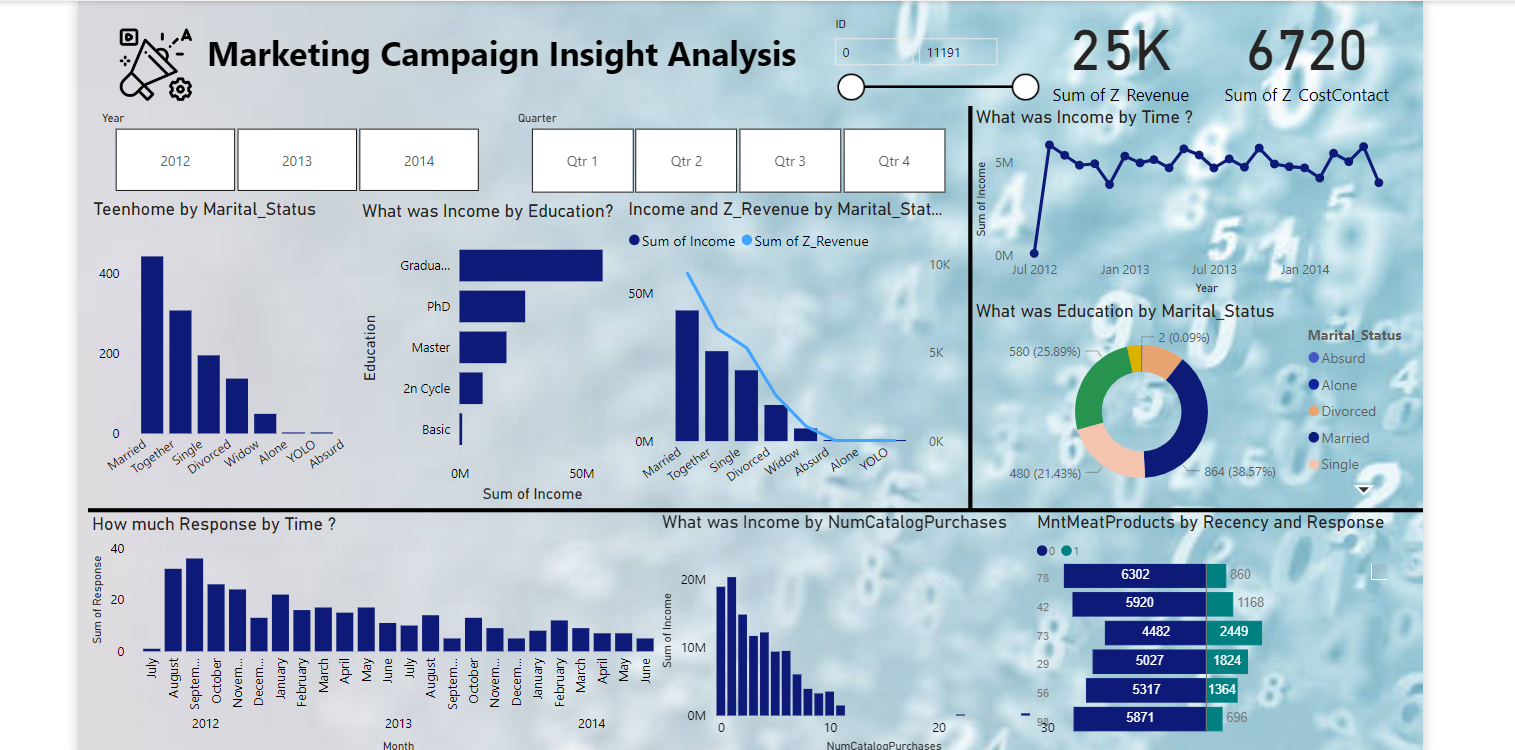 Marketing Campaign Insight Analysis
ID
0
11191
25K
Sum of Z Revenue
6720
Sum of Z CostContact
Year
2012
2013
2014
Quarter
Qtr 1
Qtr 2
Qtr 3
Qtr 4
What was Income by Time ?
Sum of Income
5M
0M
Jul 2012
Jan 2013
Jul 2013
Jan 2014
Year
Teenhome by Marital_Status
400
200
0
Married
Together
Single
Divorced
Widow
Alone
YOLO
Absurd
What was Income by Education?
Education
Gradua...
PhD
Master
2n Cycle
Basic
0M
50M
Sum of Income
Income and Z_Revenue by Marital_Stat...
Sum of Income
Sum of Z_Revenue
50M
0M
10K
5K
0K
Married
Together
Single
Divorced
Widow
Absurd
Alone
YOLO
What was Education by Marital_Status
2 (0.09%)
580 (25.89%)
480 (21.43%)
864 (38.57%)
Marital_Status
Absurd
Alone
Divorced
Married
Single
How much Response by Time ?
Sum of Response
40
20
0
July
August
Septem...
October
Novem...
Decem...
January
February
March
April
May
June
July
August
Septem...
October
Novem...
Decem...
January
February
March
April
May
June
2012
2013
2014
Month
What was Income by NumCatalogPurchases
Sum of Income
20M
10M
0M
0
10
20
30
NumCatalogPurchases
MntMeatProducts by Recency and Response
0
1
78
6302
860
42
5920
1168
73
4482
2449
29
5027
1824
56
5317
1364
5871
696